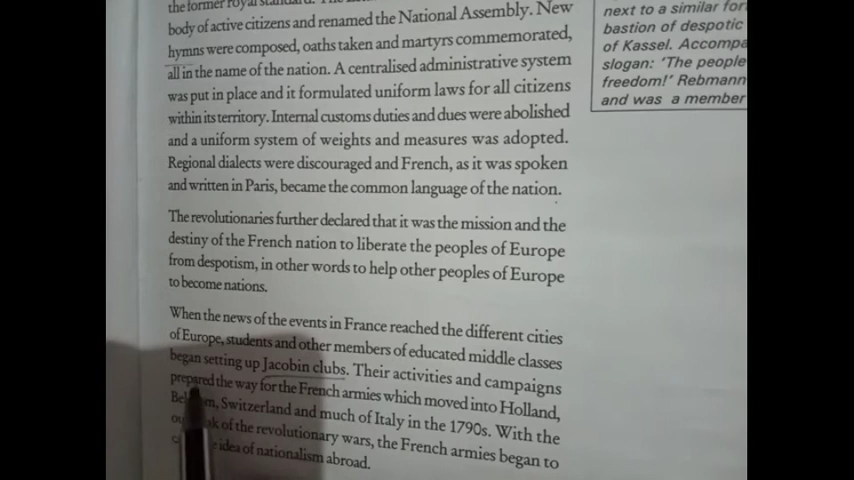 the former royal standard. The
body of active citizens and renamed the National Assembly. New
hymns were composed, oaths taken and martyrs commemorated,
all in the name of the nation. A centralised administrative system
was put in place and it formulated uniform laws for all citizens
within its territory. Internal customs duties and dues were abolished
and a uniform system of weights and measures was adopted.
Regional dialects were discouraged and French, as it was spoken
and written in Paris, became the common language of the nation.
The revolutionaries further declared that it was the mission and the
destiny of the French nation to liberate the peoples of Europe
from despotism, in other words to help other peoples of Europe
to become nations.
When the news of the events in France reached the different cities
of Europe, students and other members of educated middle classes
began setting up Jacobin clubs. Their activities and campaigns
prepared the way for the French armies which moved into Holland,
Switzerland and much of Italy in the 1790s. With the
of the revolutionary wars, the French armies began to
idea of nationalism abroad.
next to a similar
bastion of despotic
of Kassel.
slogan: 'The people
freedom!' Rebmann
and was a member